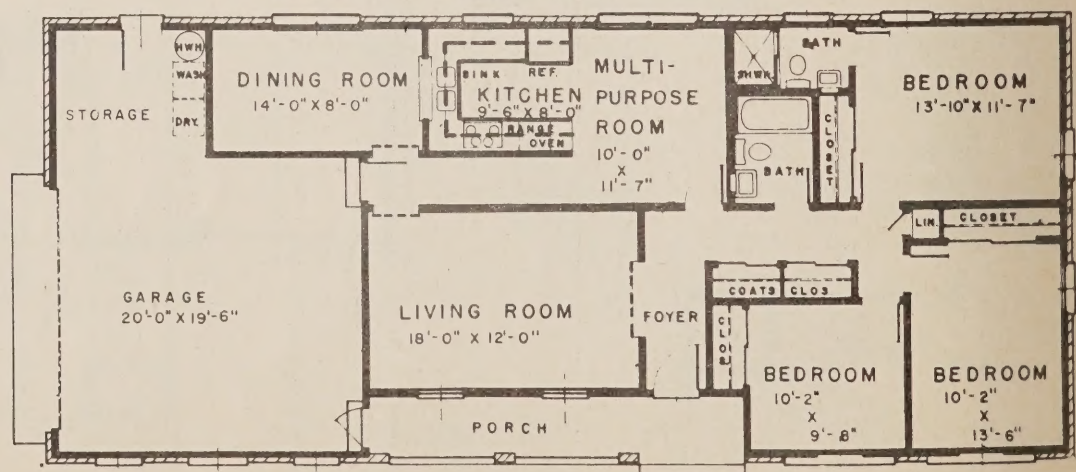 STORAGE
HWH
WASH
DRY.
DINING ROOM
14'-0" X 8'-0"
SINK
REF.
KITCHEN
9'-6" X 8'-0"
RANGE
OVEN
MULTI-
PURPOSE
ROOM
10'-0"
X
11'-7"
SHWR
BATH
BATH
CLOSET
BEDROOM
13'-10" X 11'-7"
LIN.
CLOSET
GARAGE
20'-0" X 19'-6"
LIVING ROOM
18'-0" X 12'-0"
FOYER
COATS
CLOS
CLOS
BEDROOM
10'-2"
X
9'-8"
BEDROOM
10'-2"
X
13'-6"
PORCH